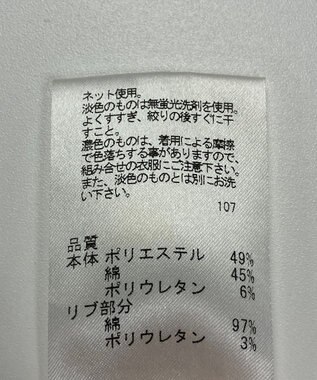 ネット使用。
淡色のものは無蛍光洗剤を使用。
よくすすぎ、絞りの後すぐに干
すこと。
濃色のものは、着用による摩擦
で色落ちする事がありますので、
組み合せの衣服にご注意下さい。
また、淡色のものとは別にお洗
い下さい。
107
品質
本体 ポリエステル 49%
綿 45%
ポリウレタン 6%
リブ部分
綿 97%
ポリウレタン 3%